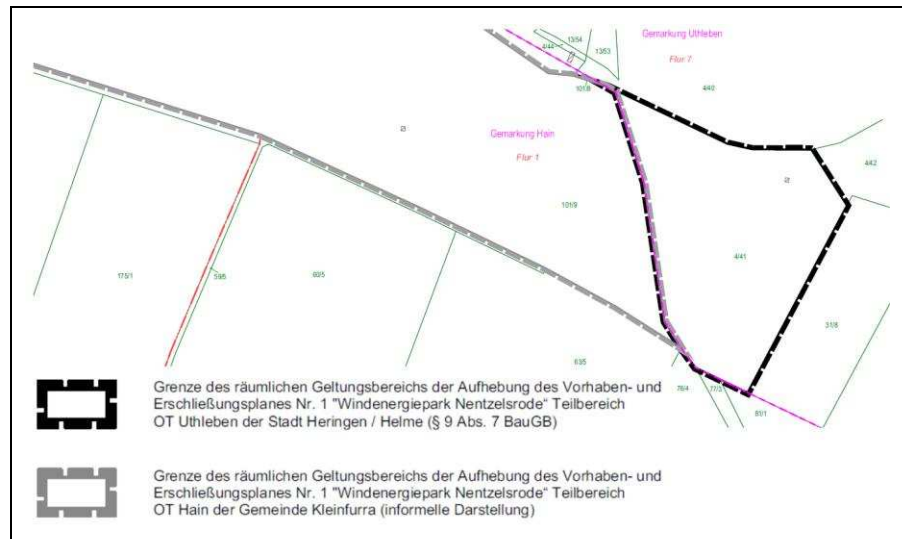 Gemarkung Uthleben
Flur 7
13/54
4/44
13/53
101/8
4/40
Gemarkung Hain
Flur 1
4/42
101/9
4/41
175/1
59/6
60/5
31/8
63/5
76/4
77/3
81/1
Grenze des räumlichen Geltungsbereichs der Aufhebung des Vorhaben- und
Erschließungsplanes Nr. 1 "Windenergiepark Nentzelsrode“ Teilbereich
OT Uthleben der Stadt Heringen / Helme (§ 9 Abs. 7 BauGB)
Grenze des räumlichen Geltungsbereichs der Aufhebung des Vorhaben- und
Erschließungsplanes Nr. 1 "Windenergiepark Nentzelsrode“ Teilbereich
OT Hain der Gemeinde Kleinfurra (informelle Darstellung)